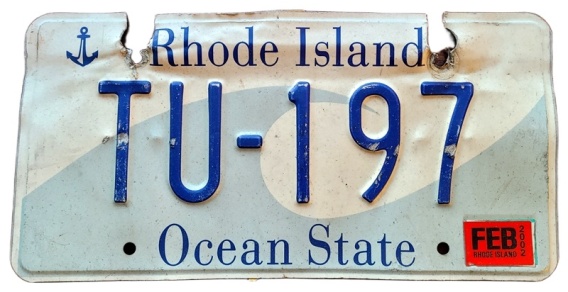 Rhode Island
TU-197
Ocean State
FEB 2002
RHODE ISLAND